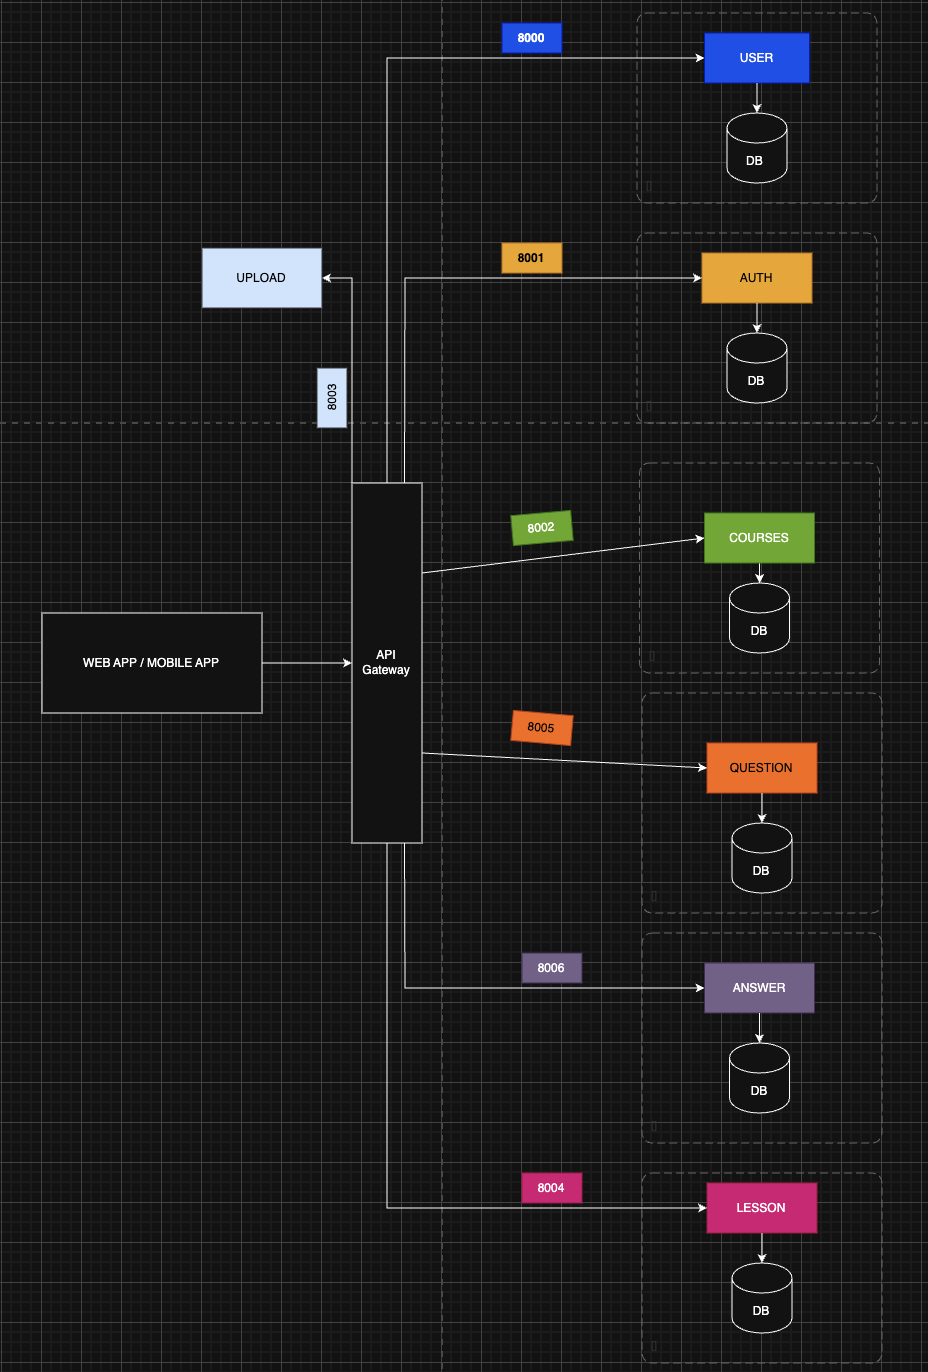 8000
USER
DB
8001
AUTH
DB
UPLOAD
8003
8002
COURSES
DB
WEB APP / MOBILE APP
API
Gateway
8005
QUESTION
DB
8006
ANSWER
DB
8004
LESSON
DB